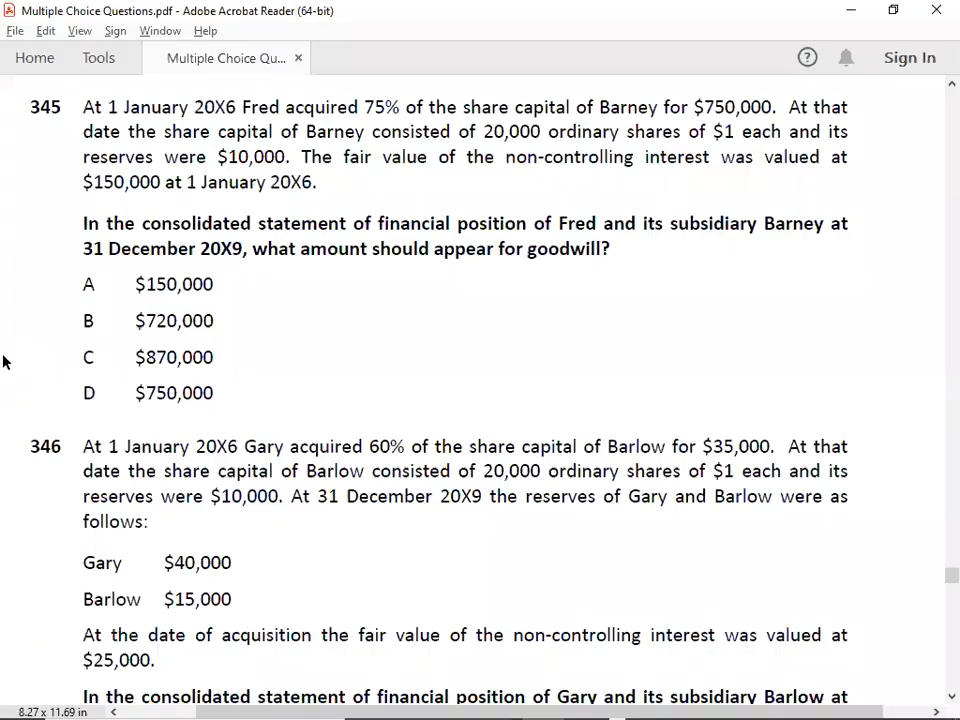 Multiple Choice Questions.pdf - Adobe Acrobat Reader (64-bit)
File Edit View Sign Window Help
Home Tools Multiple Choice Qu... × ? Sign In
345 At 1 January 20X6 Fred acquired 75% of the share capital of Barney for $750,000. At that
date the share capital of Barney consisted of 20,000 ordinary shares of $1 each and its
reserves were $10,000. The fair value of the non-controlling interest was valued at
$150,000 at 1 January 20X6.
In the consolidated statement of financial position of Fred and its subsidiary Barney at
31 December 20X9, what amount should appear for goodwill?
A $150,000
B $720,000
C $870,000
D $750,000
346 At 1 January 20X6 Gary acquired 60% of the share capital of Barlow for $35,000. At that
date the share capital of Barlow consisted of 20,000 ordinary shares of $1 each and its
reserves were $10,000. At 31 December 20X9 the reserves of Gary and Barlow were as
follows:
Gary $40,000
Barlow $15,000
At the date of acquisition the fair value of the non-controlling interest was valued at
$25,000.
In the consolidated statement of financial position of Gary and its subsidiary Barlow at
8.27 x 11.69 in